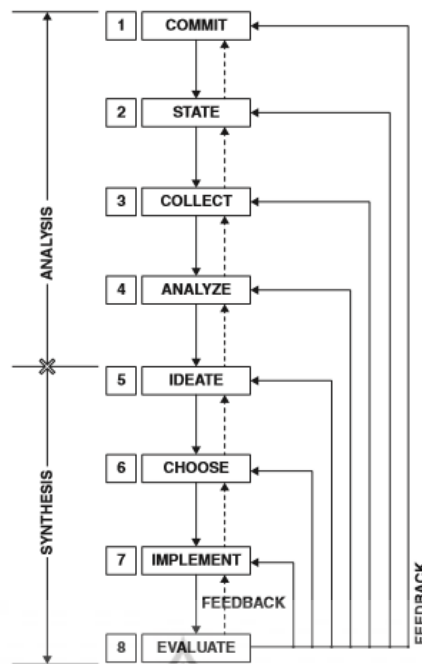 1 COMMIT
2 STATE
3 COLLECT
ANALYSIS
4 ANALYZE
5 IDEATE
6 CHOOSE
SYNTHESIS
7 IMPLEMENT
FEEDBACK
8 EVALUATE
FEEDBACK